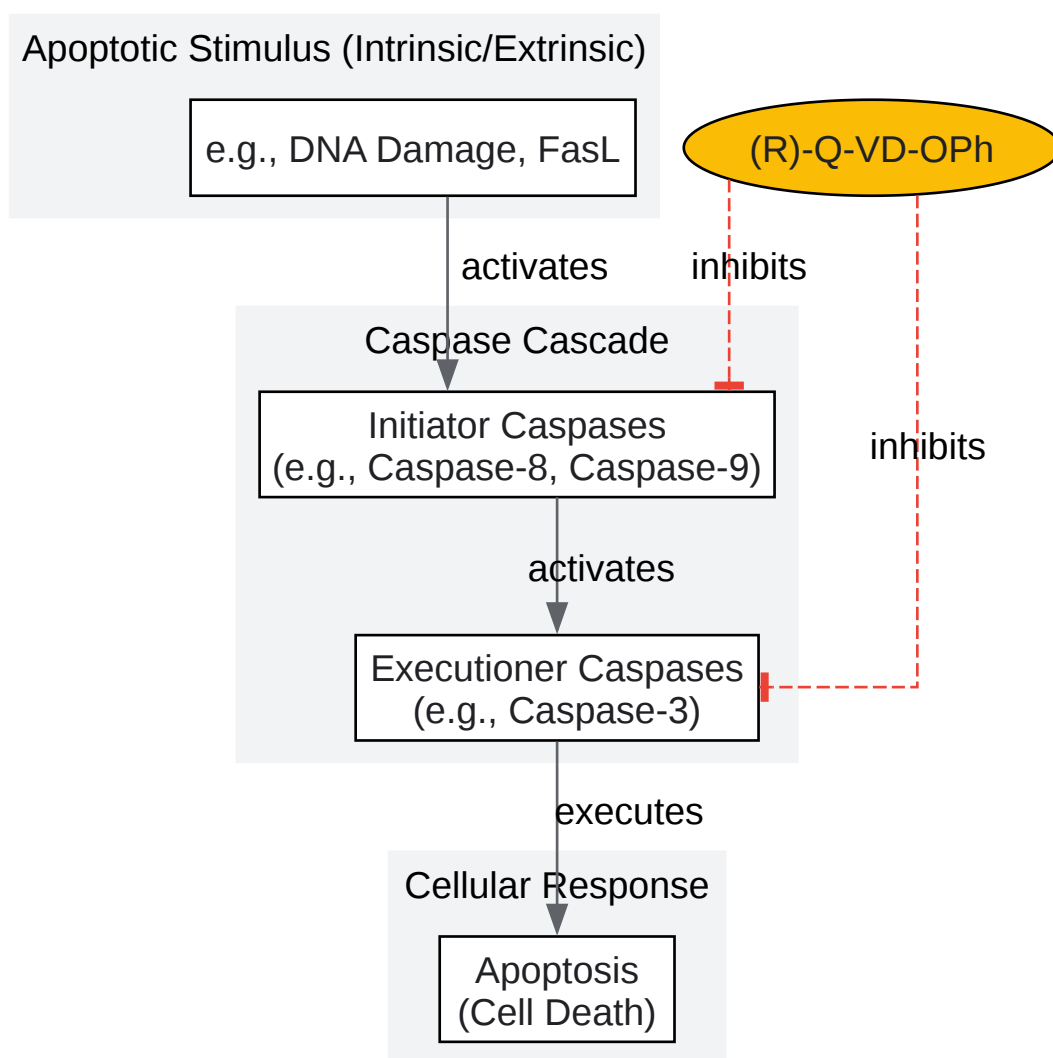 Apoptotic Stimulus (Intrinsic/Extrinsic)
e.g., DNA Damage, FasL
(R)-Q-VD-OPh
activates
inhibits
Caspase Cascade
Initiator Caspases
(e.g., Caspase-8, Caspase-9)
inhibits
activates
Executioner Caspases
(e.g., Caspase-3)
executes
Cellular Response
Apoptosis
(Cell Death)